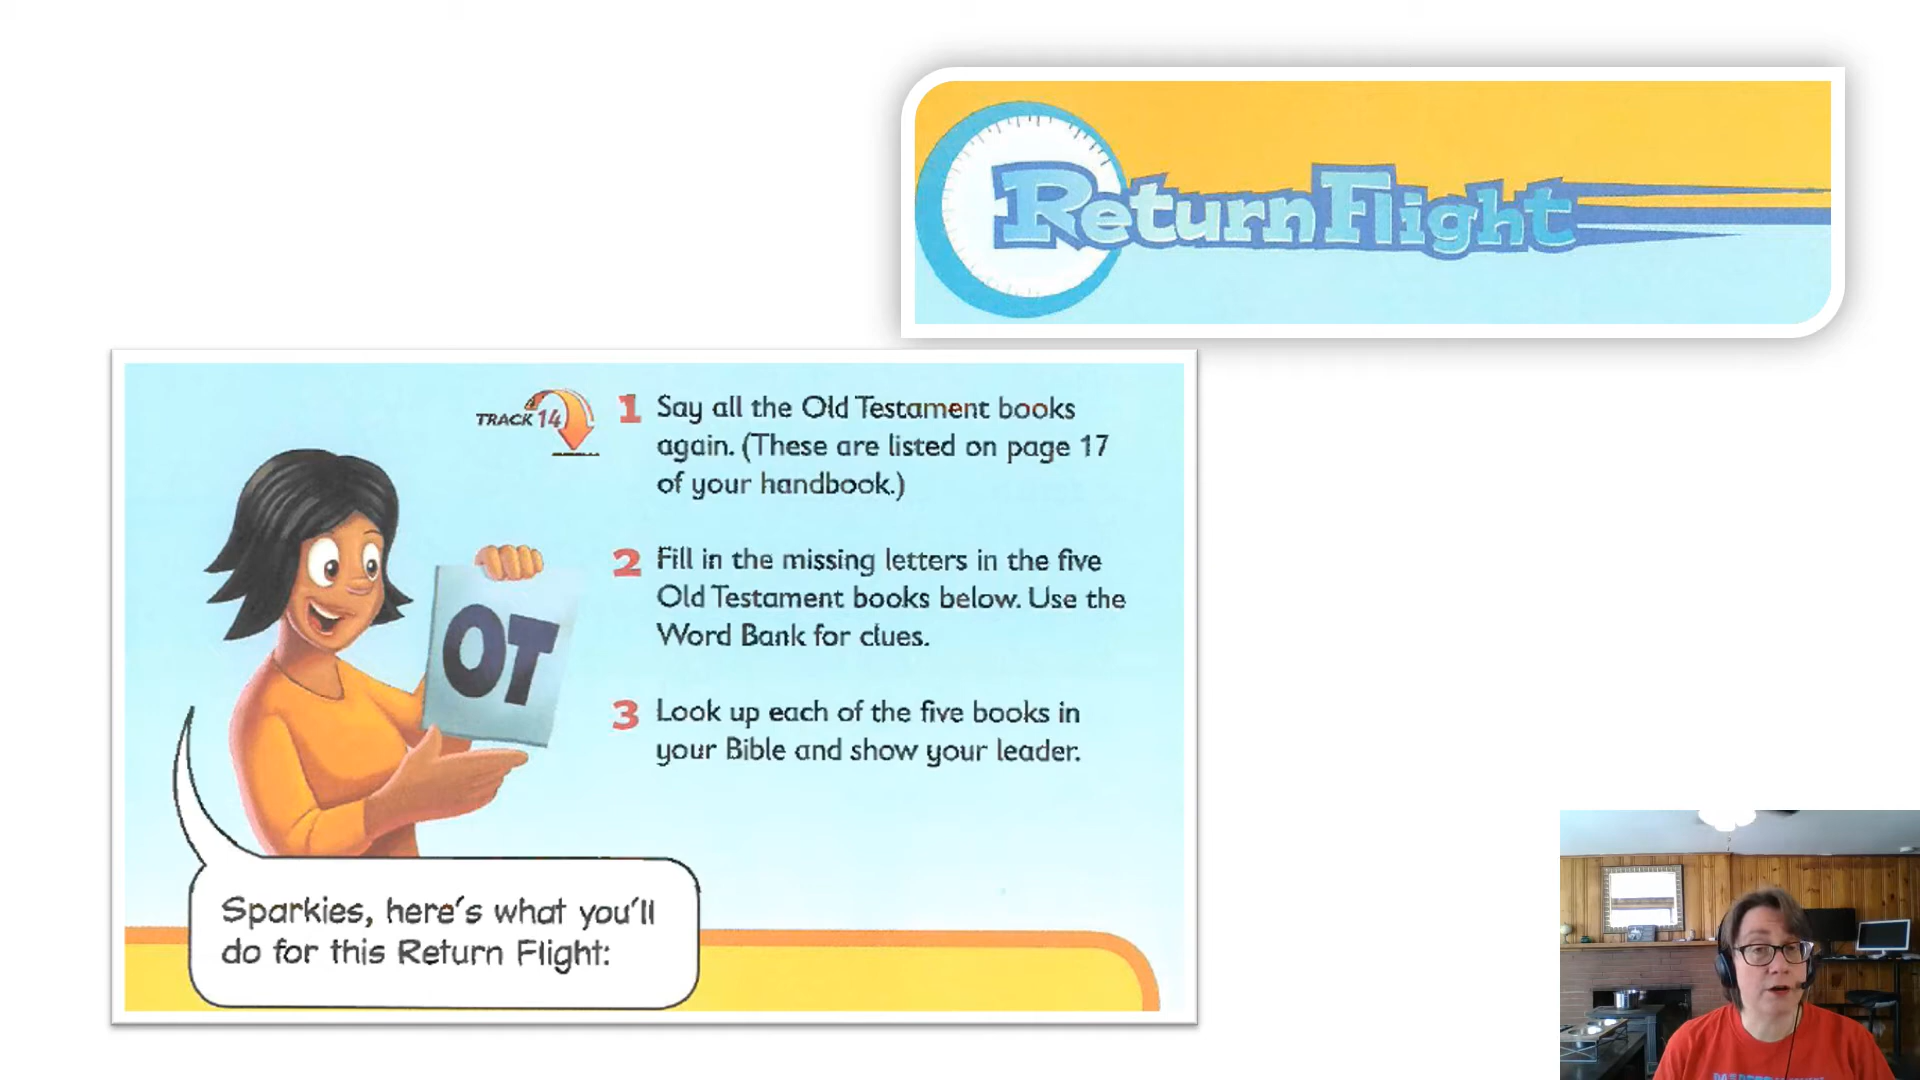 ReturnFlight
TRACK 14
1 Say all the Old Testament books
again. (These are listed on page 17
of your handbook.)
2 Fill in the missing letters in the five
Old Testament books below. Use the
Word Bank for clues.
3 Look up each of the five books in
your Bible and show your leader.
OT
Sparkies, here's what you'll
do for this Return Flight: